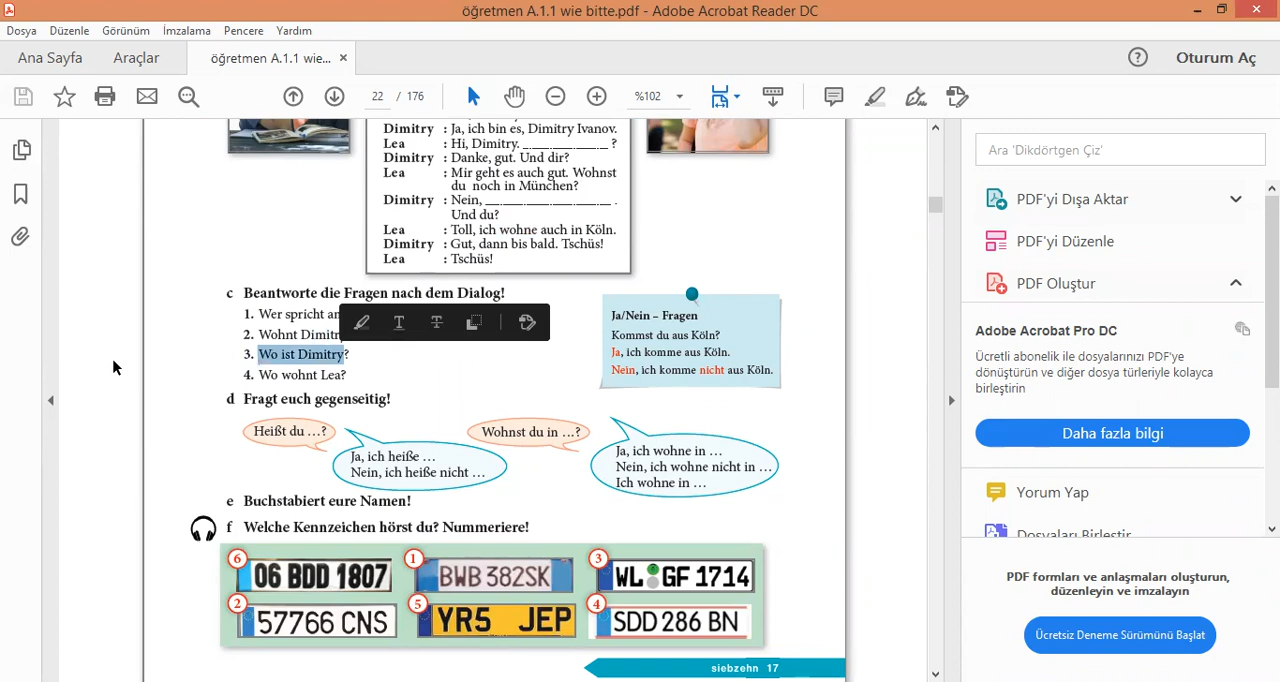 öğretmen A.1.1 wie bitte.pdf - Adobe Acrobat Reader DC
Dosya Düzenle Görünüm İmzalama Pencere Yardım
Ana Sayfa Araçlar öğretmen A.1.1 wie... × Oturum Aç
22 / 176 %102
Dimitry : Ja, ich bin es, Dimitry Ivanov.
Lea : Hi, Dimitry. ______________ ?
Dimitry : Danke, gut. Und dir?
Lea : Mir geht es auch gut. Wohnst
du noch in München?
Dimitry : Nein, ____________________ .
Und du?
Lea : Toll, ich wohne auch in Köln.
Dimitry : Gut, dann bis bald. Tschüs!
Lea : Tschüs!
c Beantworte die Fragen nach dem Dialog!
1. Wer spricht
2. Wohnt
3. Wo ist Dimitry?
4. Wo wohnt Lea?
Ja/Nein – Fragen
Kommst du aus Köln?
Ja, ich komme aus Köln.
Nein, ich komme nicht aus Köln.
d Fragt euch gegenseitig!
Heißt du …?
Ja, ich heiße …
Nein, ich heiße nicht …
Wohnst du in …?
Ja, ich wohne in …
Nein, ich wohne nicht in …
Ich wohne in …
e Buchstabiert eure Namen!
f Welche Kennzeichen hörst du? Nummeriere!
6 06 BDD 1807
1 BWB 382SK
3 WL GF 1714
2 57766 CNS
5 YR5 JEP
4 SDD 286 BN
siebzehn 17
Ara 'Dikdörtgen Çiz'
PDF'yi Dışa Aktar
PDF'yi Düzenle
PDF Oluştur
Adobe Acrobat Pro DC
Ücretli abonelik ile dosyalarınızı PDF'ye
dönüştürün ve diğer dosya türleriyle kolayca
birleştirin
Daha fazla bilgi
Yorum Yap
Dosyaları Birleştir
PDF formları ve anlaşmaları oluşturun,
düzenleyin ve imzalayın
Ücretsiz Deneme Sürümünü Başlat